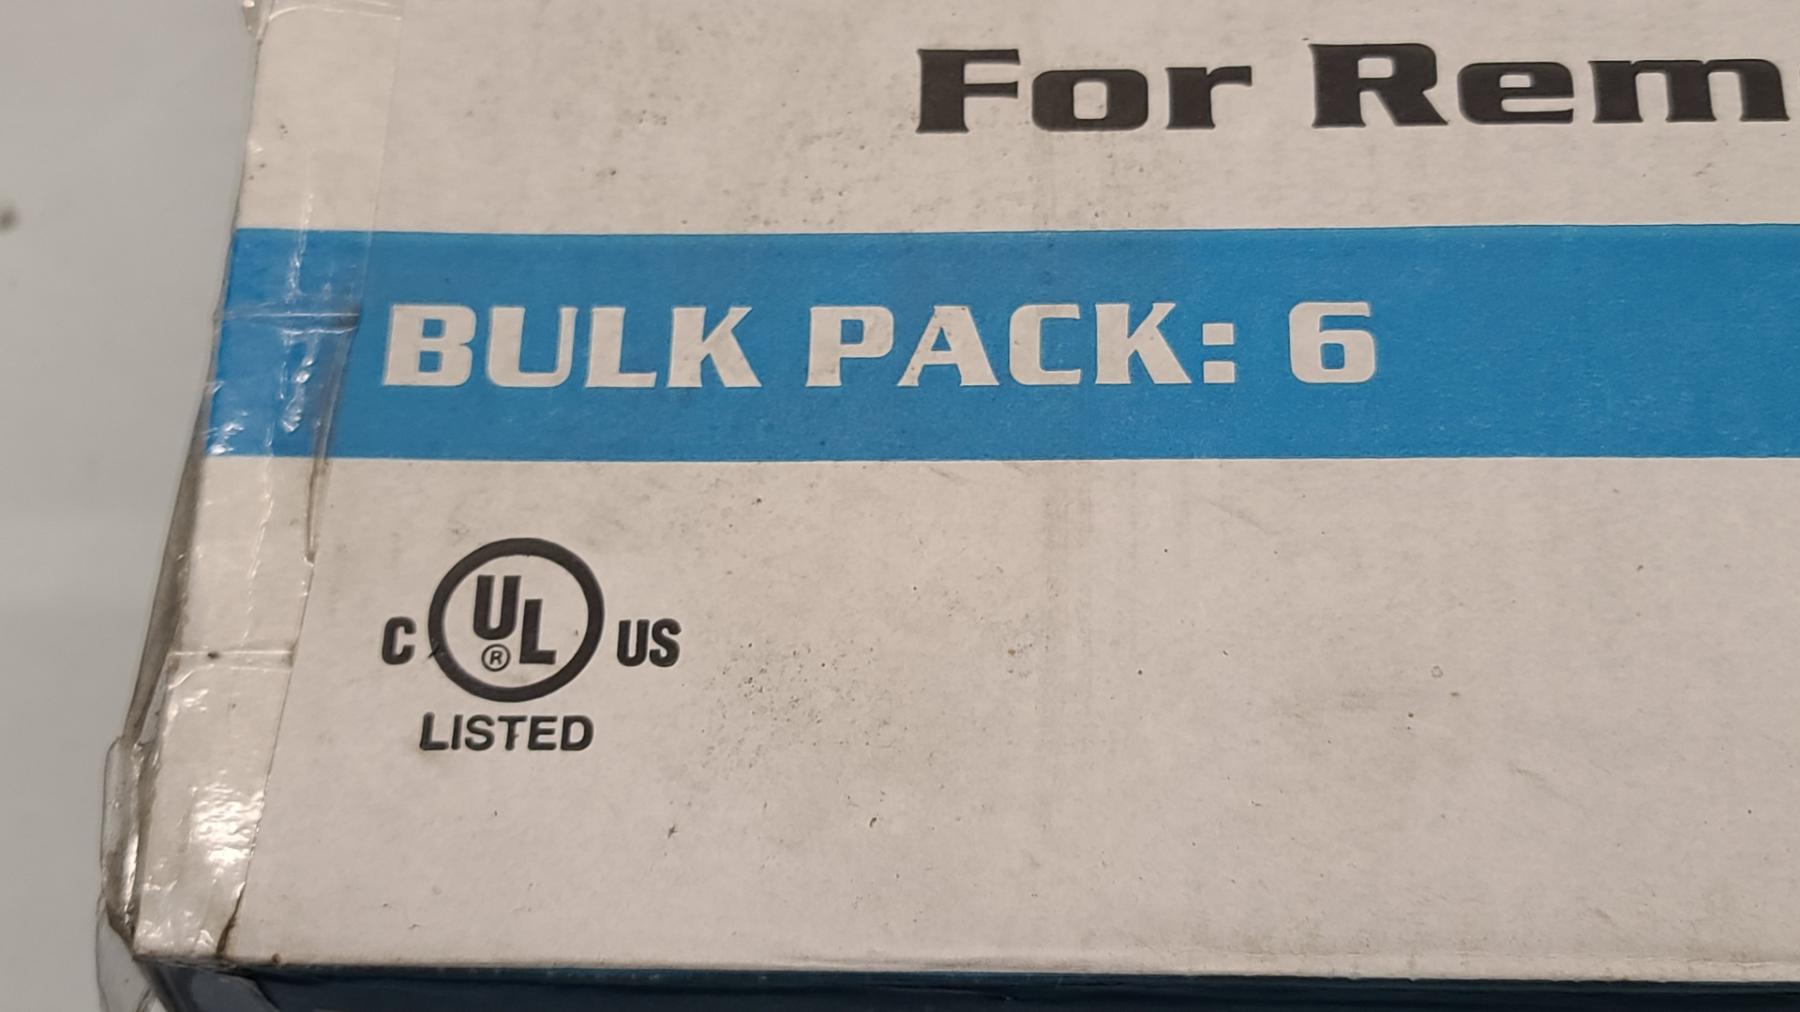 For Rem
BULK PACK: 6
C UL® US
LISTED